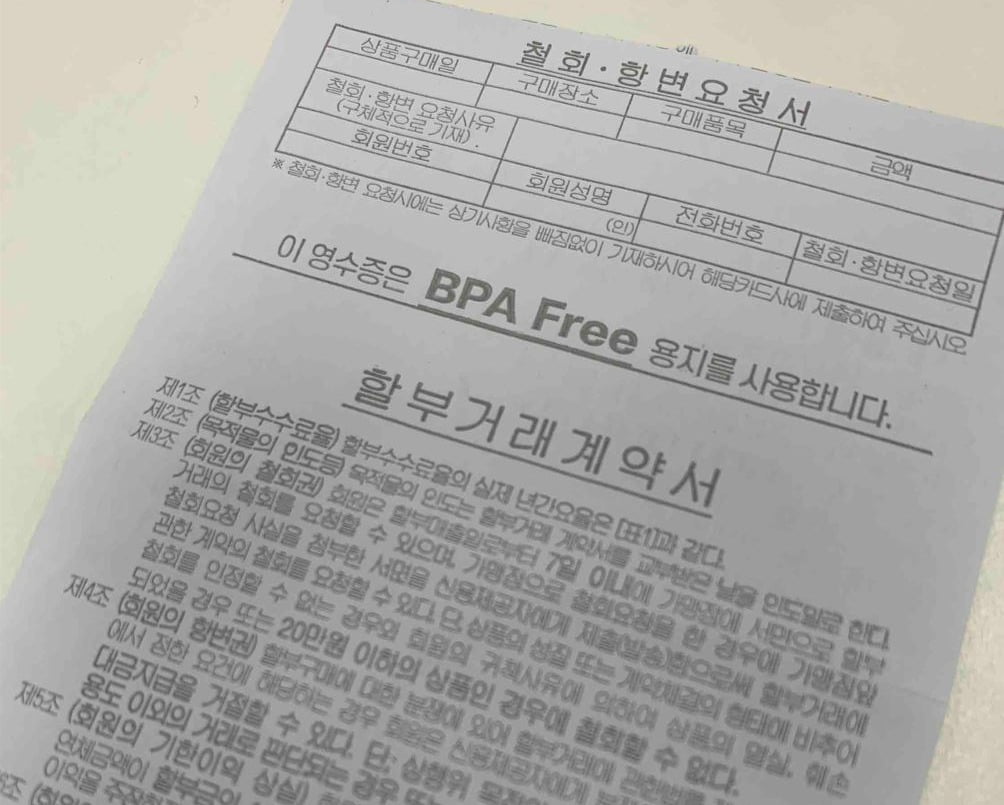 철회·항변요청서
상품구매일 구매장소 구매품목 금액
철회·항변 요청사유
(구체적으로 기재).
회원번호 회원성명 전화번호 철회·항변요청일
(인)
※ 철회·항변 요청시에는 상기사항을 빠짐없이 기재하시어 해당카드사에 제출하여 주십시오
이 영수증은 BPA Free 용지를 사용합니다.
할부거래계약서
제1조 (할부수수료율) 할부수수료율의 실제 년간요율은 [표1]과 같다.
제2조 (목적물의 인도등) 목적물의 인도는 할부거래 계약서를 교부받은 날을 인도일로 한다.
제3조 (회원의 철회권) 회원은 할부매출일로부터 7일 이내에 가맹점에 서면으로 할부
거래의 철회를 요청할 수 있으며, 가맹점으로 철회요청을 한 경우에 가맹점앞
철회요청 사실을 첨부한 서면을 신용제공자에게 제출(발송)함으로써 할부거래에
관한 계약의 철회를 요청할 수 있다. 단, 상품의 성질 또는 계약체결의 형태에 비추어
철회를 인정할 수 없는 경우와 회원의 귀책사유에 의하여 상품의 멸실, 훼손
되었을 경우 또는 20만원 이하의 상품인 경우에 철회할 수 없다.
제4조 (회원의 항변권) 할부구매에 대한 분쟁에 있어 할부거래에 관한법률
에서 정한 요건에 해당하는 경우 회원은 신용제공자에게
대금지급을 거절할 수 있다. 단, 상행위
용도 이외의 거래로 판단되는 경우
제5조 (회원의 기한이익 상실)
연체금액이 할부금의
이익을